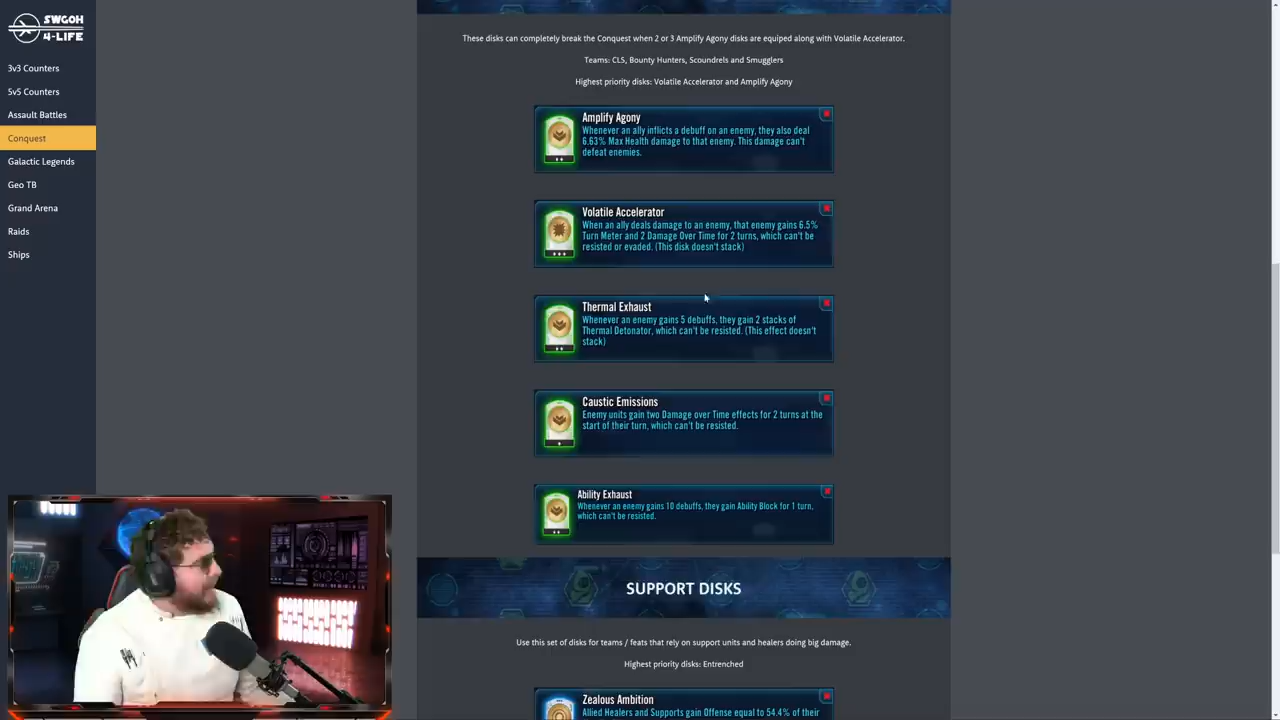 SWGOH
4-LIFE
3v3 Counters
5v5 Counters
Assault Battles
Conquest
Galactic Legends
Geo TB
Grand Arena
Raids
Ships
These disks can completely break the Conquest when 2 or 3 Amplify Agony disks are equiped along with Volatile Accelerator.
Teams: CLS, Bounty Hunters, Scoundrels and Smugglers
Highest priority disks: Volatile Accelerator and Amplify Agony
Amplify Agony
Whenever an ally inflicts a debuff on an enemy, they also deal
6.63% Max Health damage to that enemy. This damage can't
defeat enemies.
Volatile Accelerator
When an ally deals damage to an enemy, that enemy gains 6.5%
Turn Meter and 2 Damage Over Time for 2 turns, which can't be
resisted or evaded. (This disk doesn't stack)
Thermal Exhaust
Whenever an enemy gains 5 debuffs, they gain 2 stacks of
Thermal Detonator, which can't be resisted. (This effect doesn't
stack)
Caustic Emissions
Enemy units gain two Damage over Time effects for 2 turns at the
start of their turn, which can't be resisted.
Ability Exhaust
Whenever an enemy gains 10 debuffs, they gain Ability Block for 1 turn,
which can't be resisted.
SUPPORT DISKS
Use this set of disks for teams / feats that rely on support units and healers doing big damage.
Highest priority disks: Entrenched
Zealous Ambition
Allied Healers and Supports gain Offense equal to 54.4% of their